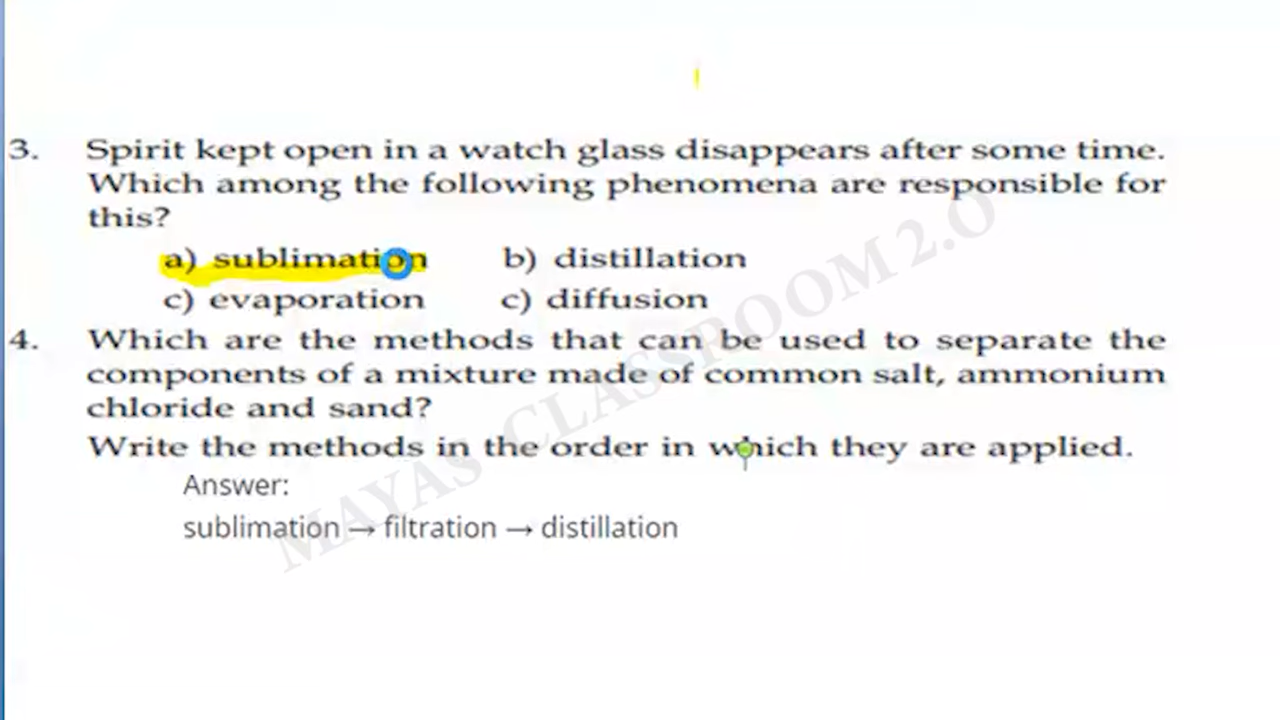 3. Spirit kept open in a watch glass disappears after some time.
Which among the following phenomena are responsible for
this?
a) sublimation b) distillation
c) evaporation c) diffusion
4. Which are the methods that can be used to separate the
components of a mixture made of common salt, ammonium
chloride and sand?
Write the methods in the order in which they are applied.
Answer:
sublimation → filtration → distillation
MAYAS CLASSROOM 2.O